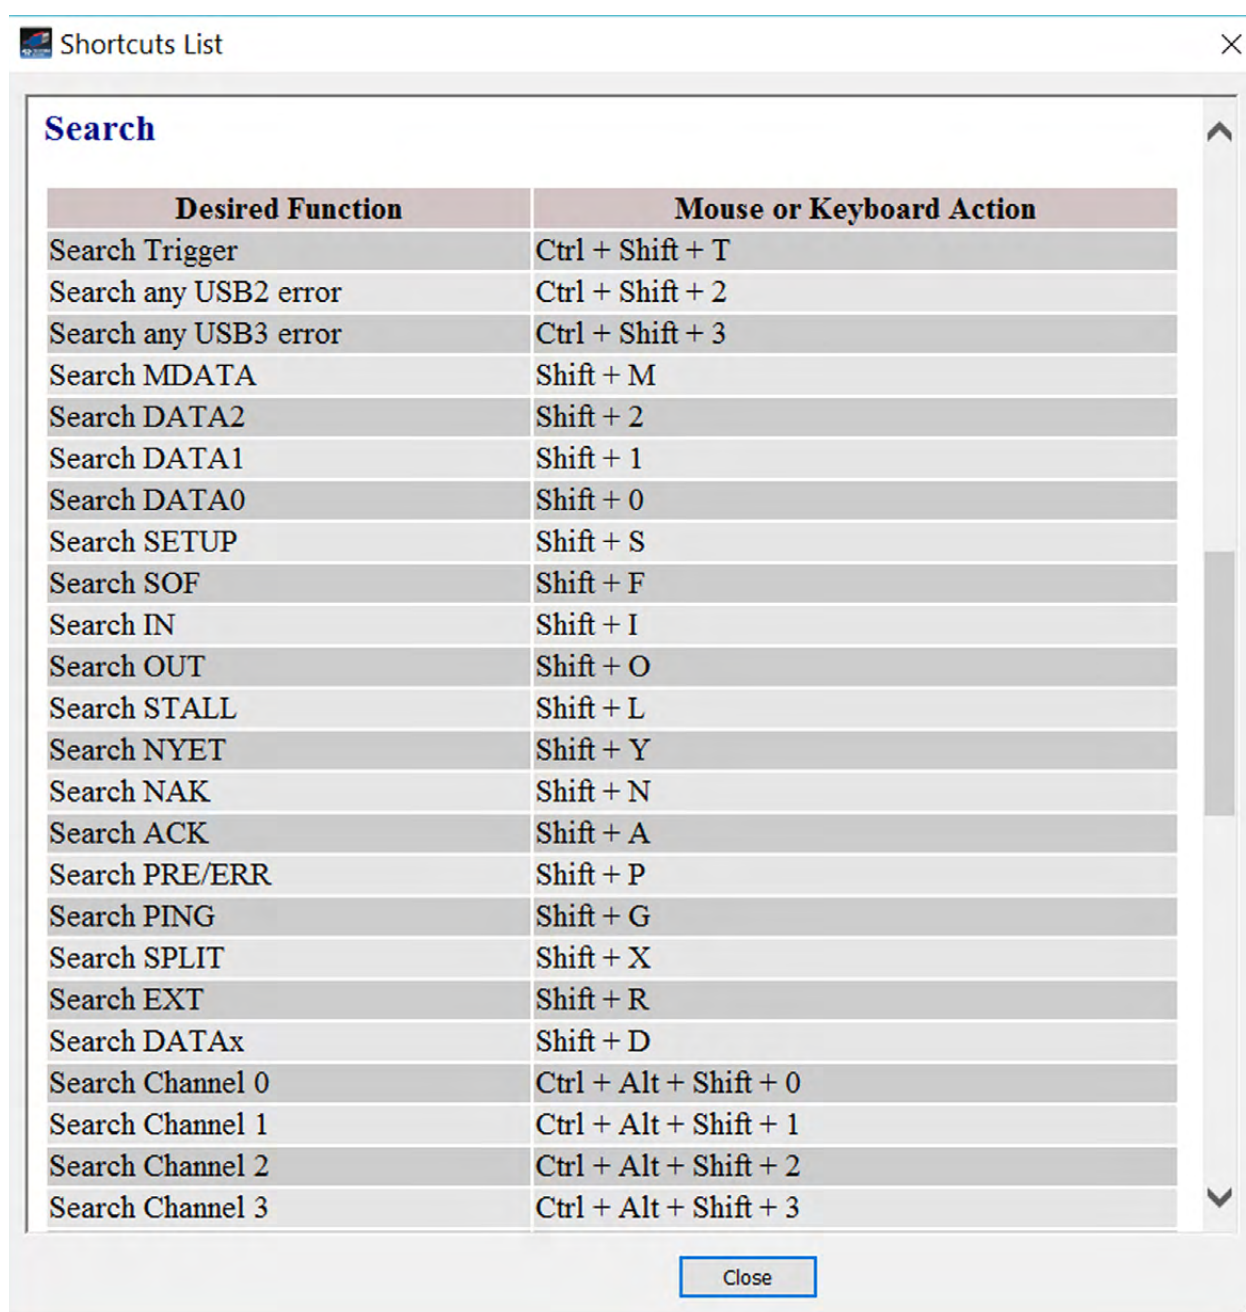 Shortcuts List
Search
Desired Function Mouse or Keyboard Action
Search Trigger Ctrl + Shift + T
Search any USB2 error Ctrl + Shift + 2
Search any USB3 error Ctrl + Shift + 3
Search MDATA Shift + M
Search DATA2 Shift + 2
Search DATA1 Shift + 1
Search DATA0 Shift + 0
Search SETUP Shift + S
Search SOF Shift + F
Search IN Shift + I
Search OUT Shift + O
Search STALL Shift + L
Search NYET Shift + Y
Search NAK Shift + N
Search ACK Shift + A
Search PRE/ERR Shift + P
Search PING Shift + G
Search SPLIT Shift + X
Search EXT Shift + R
Search DATAx Shift + D
Search Channel 0 Ctrl + Alt + Shift + 0
Search Channel 1 Ctrl + Alt + Shift + 1
Search Channel 2 Ctrl + Alt + Shift + 2
Search Channel 3 Ctrl + Alt + Shift + 3
Close